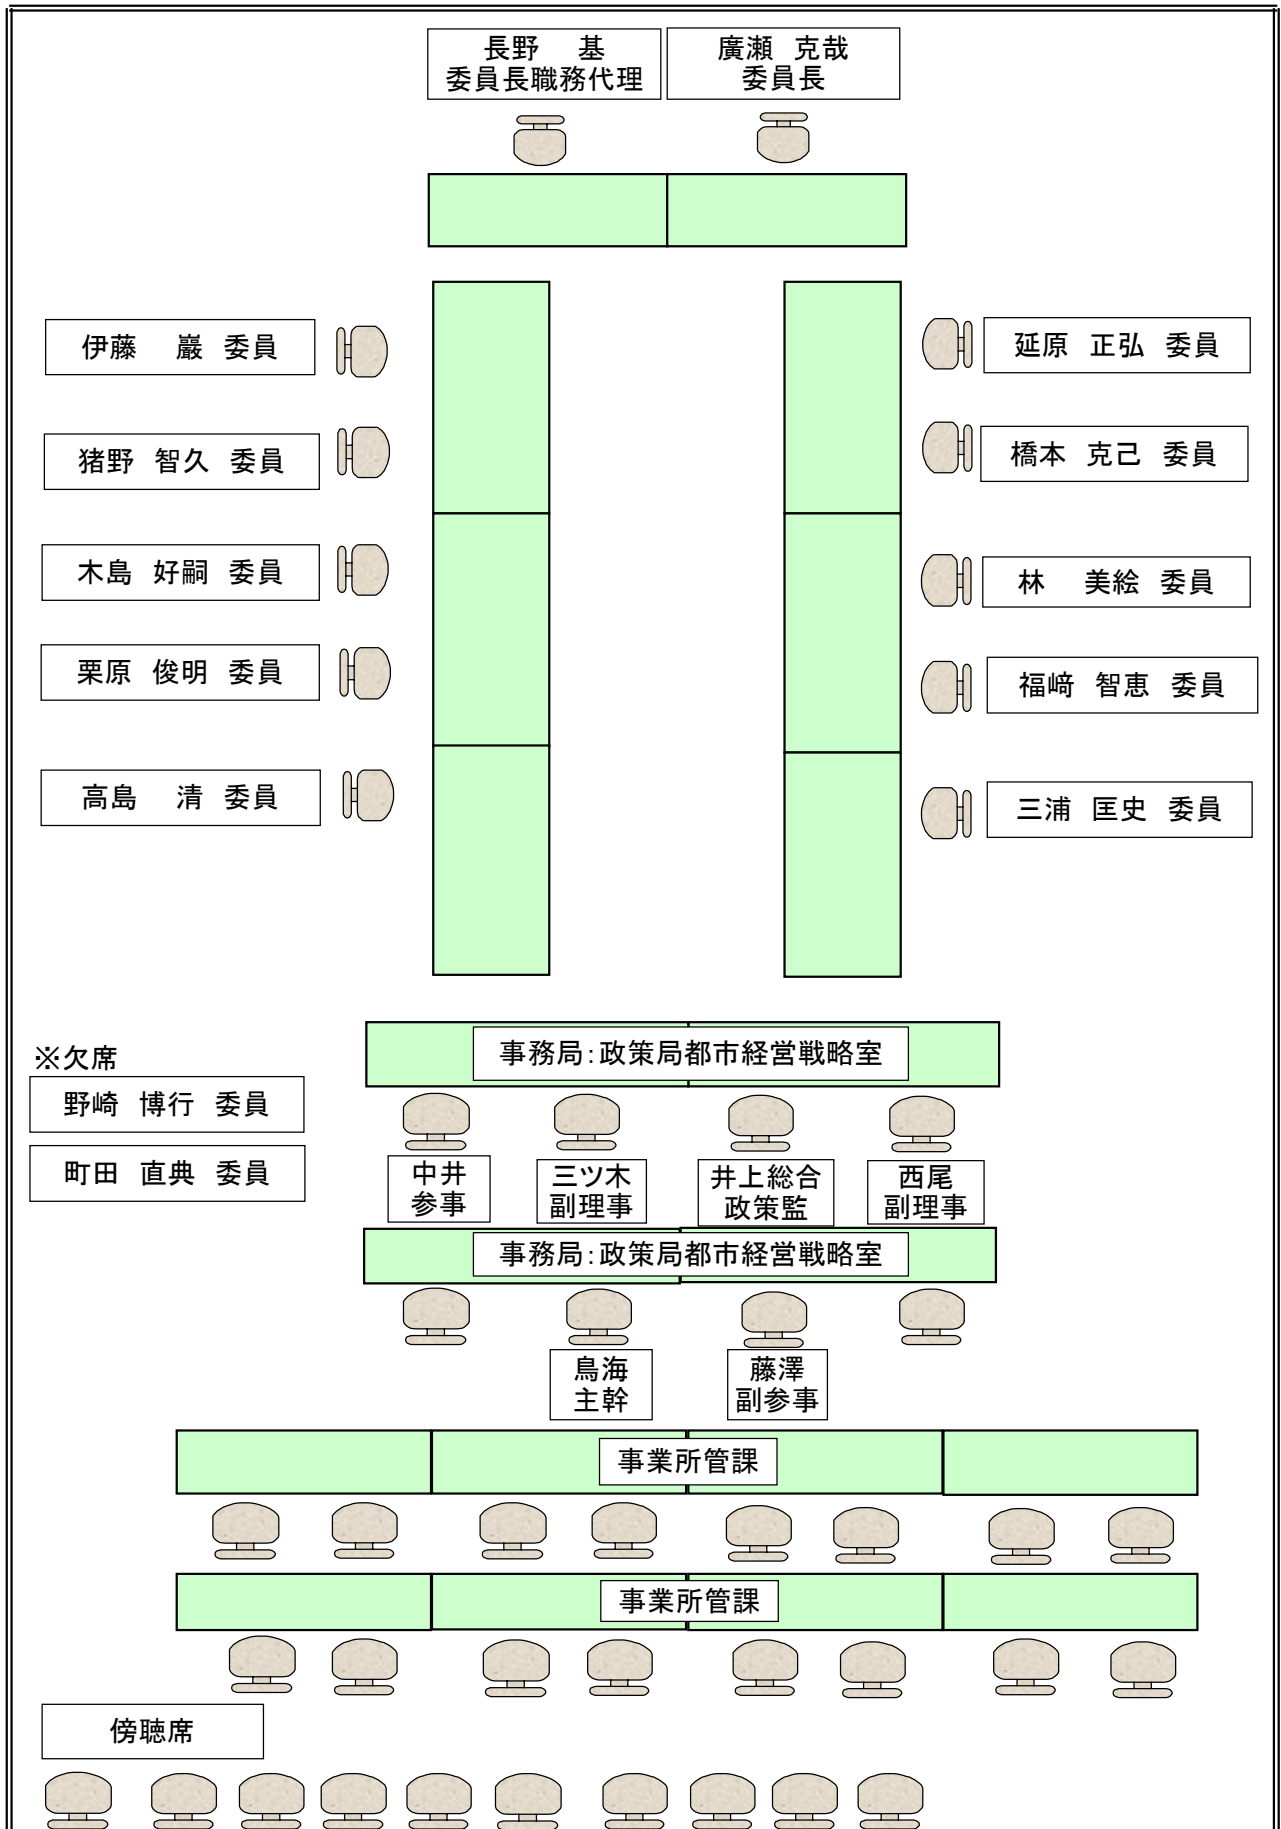 長野　基
委員長職務代理
廣瀬 克哉
委員長
伊藤　巖 委員
延原 正弘 委員
猪野 智久 委員
橋本 克己 委員
木島 好嗣 委員
林　美絵 委員
栗原 俊明 委員
福﨑 智恵 委員
高島　清 委員
三浦 匡史 委員
※欠席
野崎 博行 委員
町田 直典 委員
事務局：政策局都市経営戦略室
中井
参事
三ツ木
副理事
井上総合
政策監
西尾
副理事
事務局：政策局都市経営戦略室
鳥海
主幹
藤澤
副参事
事業所管課
事業所管課
傍聴席